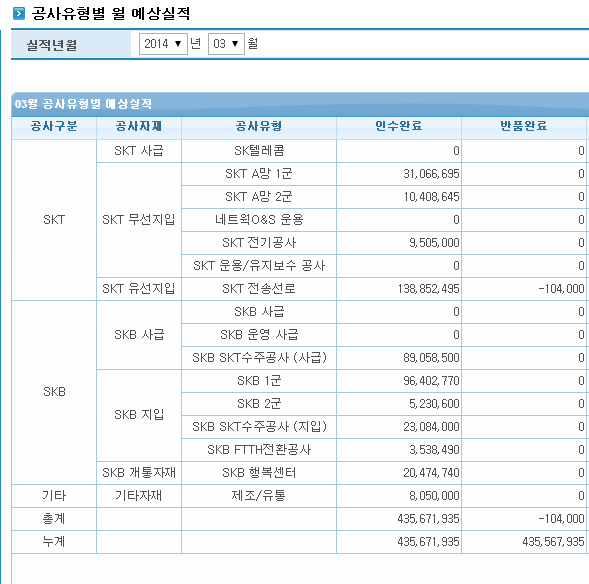 공사유형별 월 예상실적
실적년월 2014 ▼ 년 03 ▼ 월
03월 공사유형별 예상실적
공사구분 공사자재 공사유형 인수완료 반품완료
SKT SKT 사급 SK텔레콤 0 0
SKT 무선지입 SKT A망 1군 31,066,695 0
SKT A망 2군 10,408,645 0
네트웍O&S 운용 0 0
SKT 전기공사 9,505,000 0
SKT 운용/유지보수 공사 0 0
SKT 유선지입 SKT 전송선로 138,852,495 -104,000
SKB SKB 사급 SKB 사급 0 0
SKB 운영 사급 0 0
SKB SKT수주공사 (사급) 89,058,500 0
SKB 지입 SKB 1군 96,402,770 0
SKB 2군 5,230,600 0
SKB SKT수주공사 (지입) 23,084,000 0
SKB FTTH전환공사 3,538,490 0
SKB 개통자재 SKB 행복센터 20,474,740 0
기타 기타자재 제조/유통 8,050,000 0
총계 435,671,935 -104,000
누계 435,671,935 435,567,935